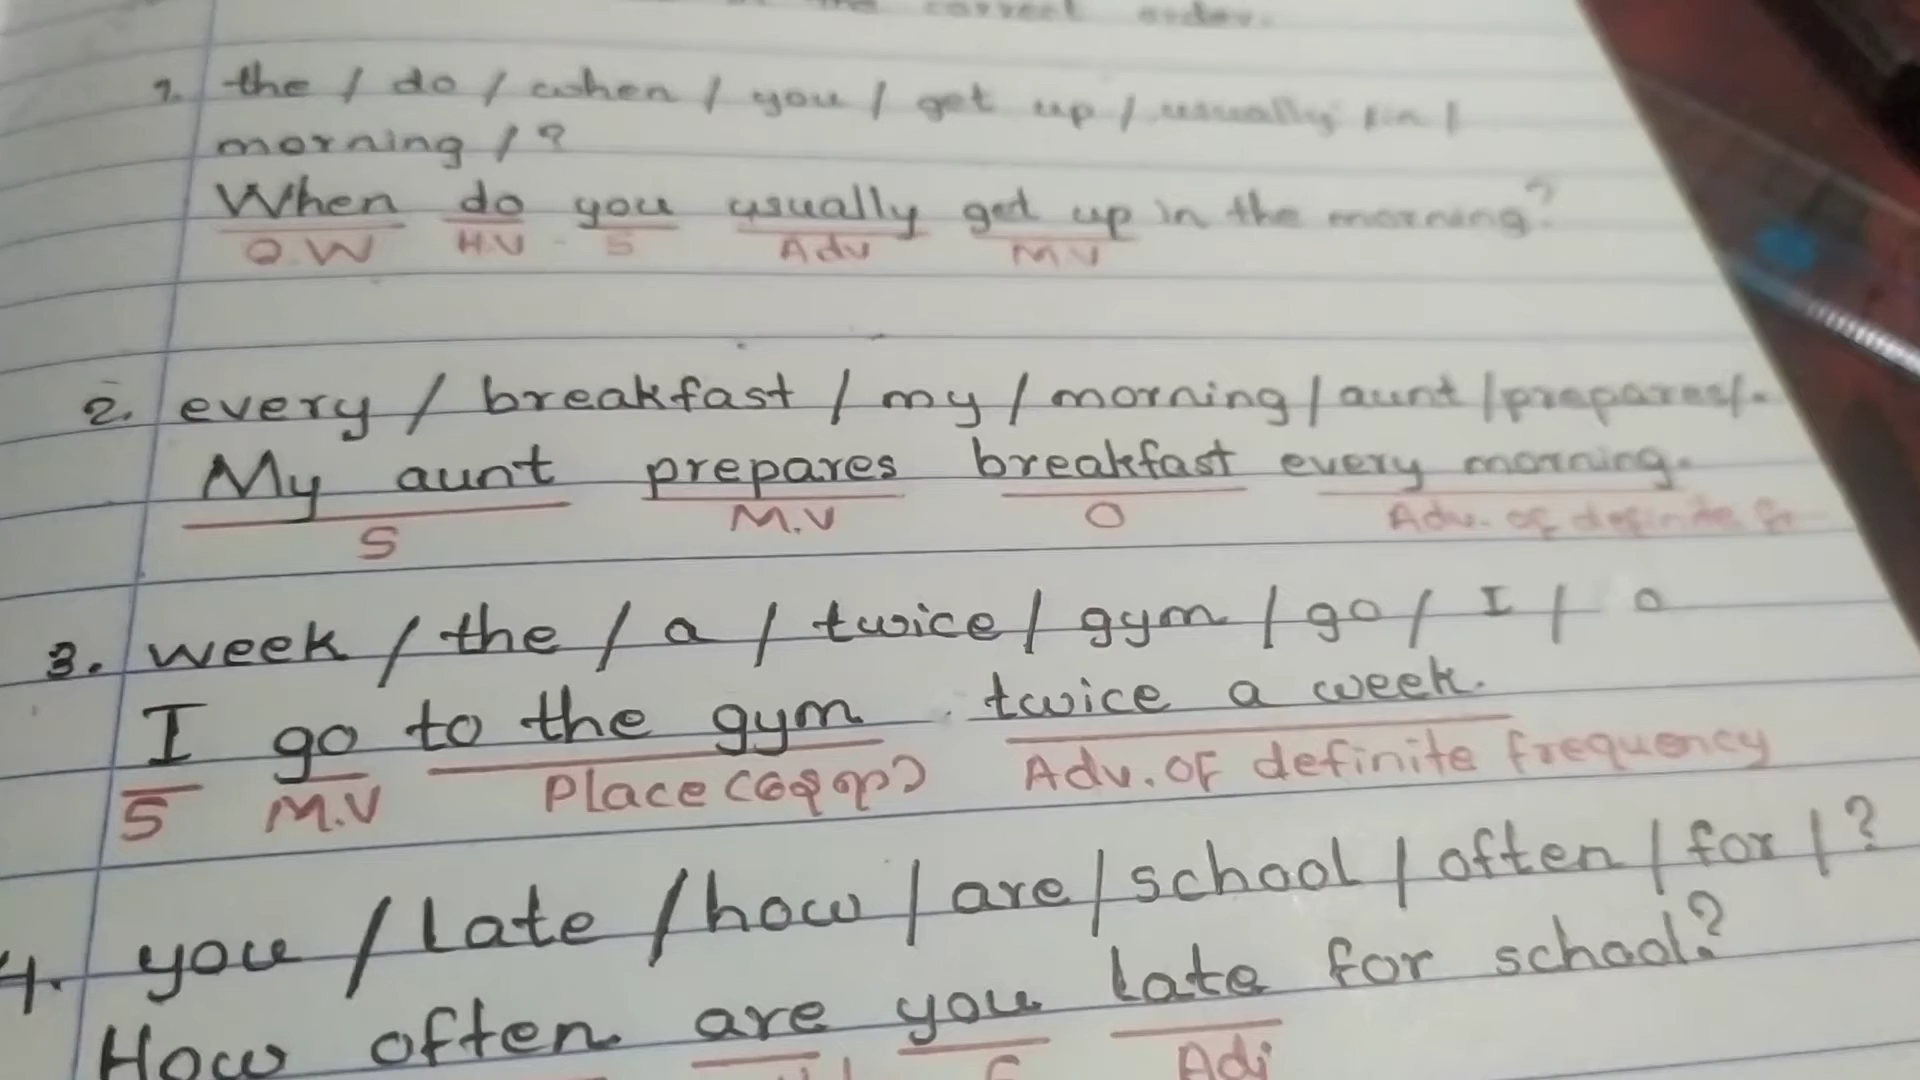 the correct order.
1. the / do / when / you / get up / usually / in /
morning / ?
When do you usually get up in the morning?
Q.W H.V S Adv M.V
2. every / breakfast / my / morning / aunt / prepares / .
My aunt prepares breakfast every morning.
S M.V O Adv. of definite fr
3. week / the / a / twice / gym / go / I / .
I go to the gym twice a week.
S M.V Place ( Adv. OF definite frequency
4. you / late / how / are / school / often / for / ?
How often are you late for school?
S Adj